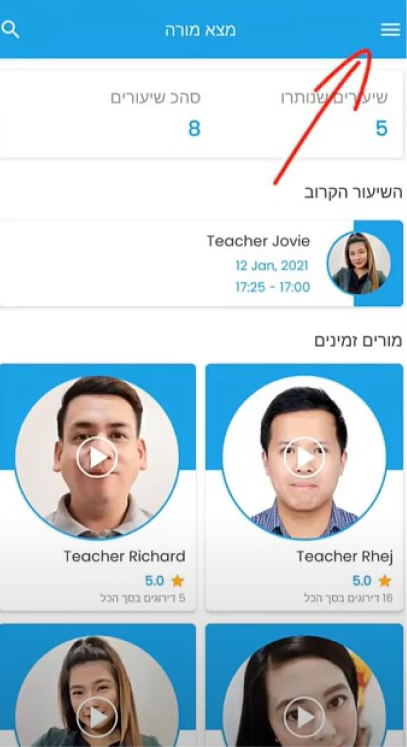 מצא מורה
שיעורים שנותרו
סהכ שיעורים
5
8
השיעור הקרוב
Teacher Jovie
12 Jan, 2021
17:25 - 17:00
מורים זמינים
Teacher Richard
Teacher Rhej
5.0
5.0
5 דירוגים בסך הכל
16 דירוגים בסך הכל